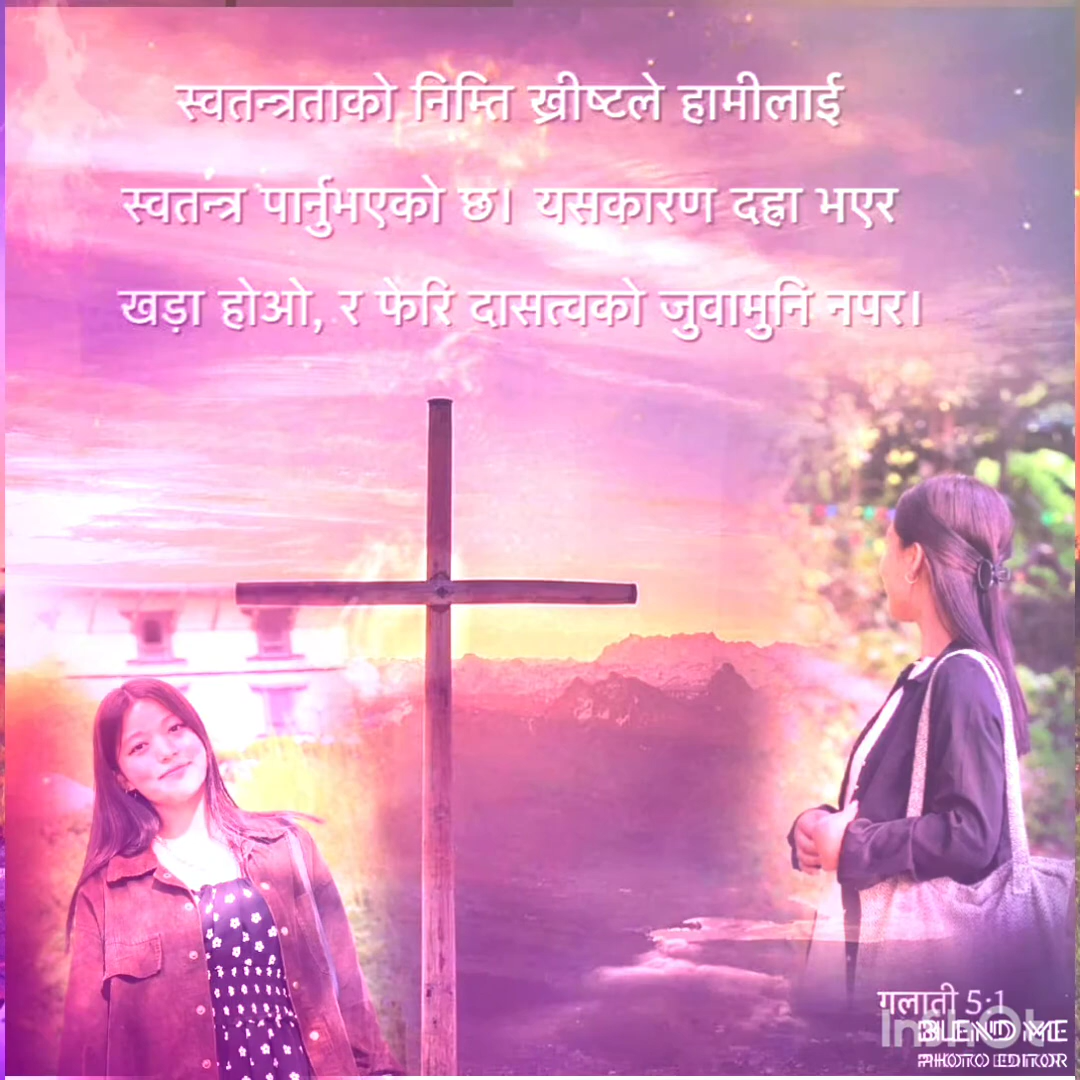 स्वतन्त्रताको निम्ति ख्रीष्टले हामीलाई
स्वतन्त्र पार्नुभएको छ। यसकारण दह्रा भएर
खड़ा होओ, र फेरि दासत्वको जुवामुनि नपर।
गलाती 5:1
InShOt
BLEND ME
PHOTO EDITOR